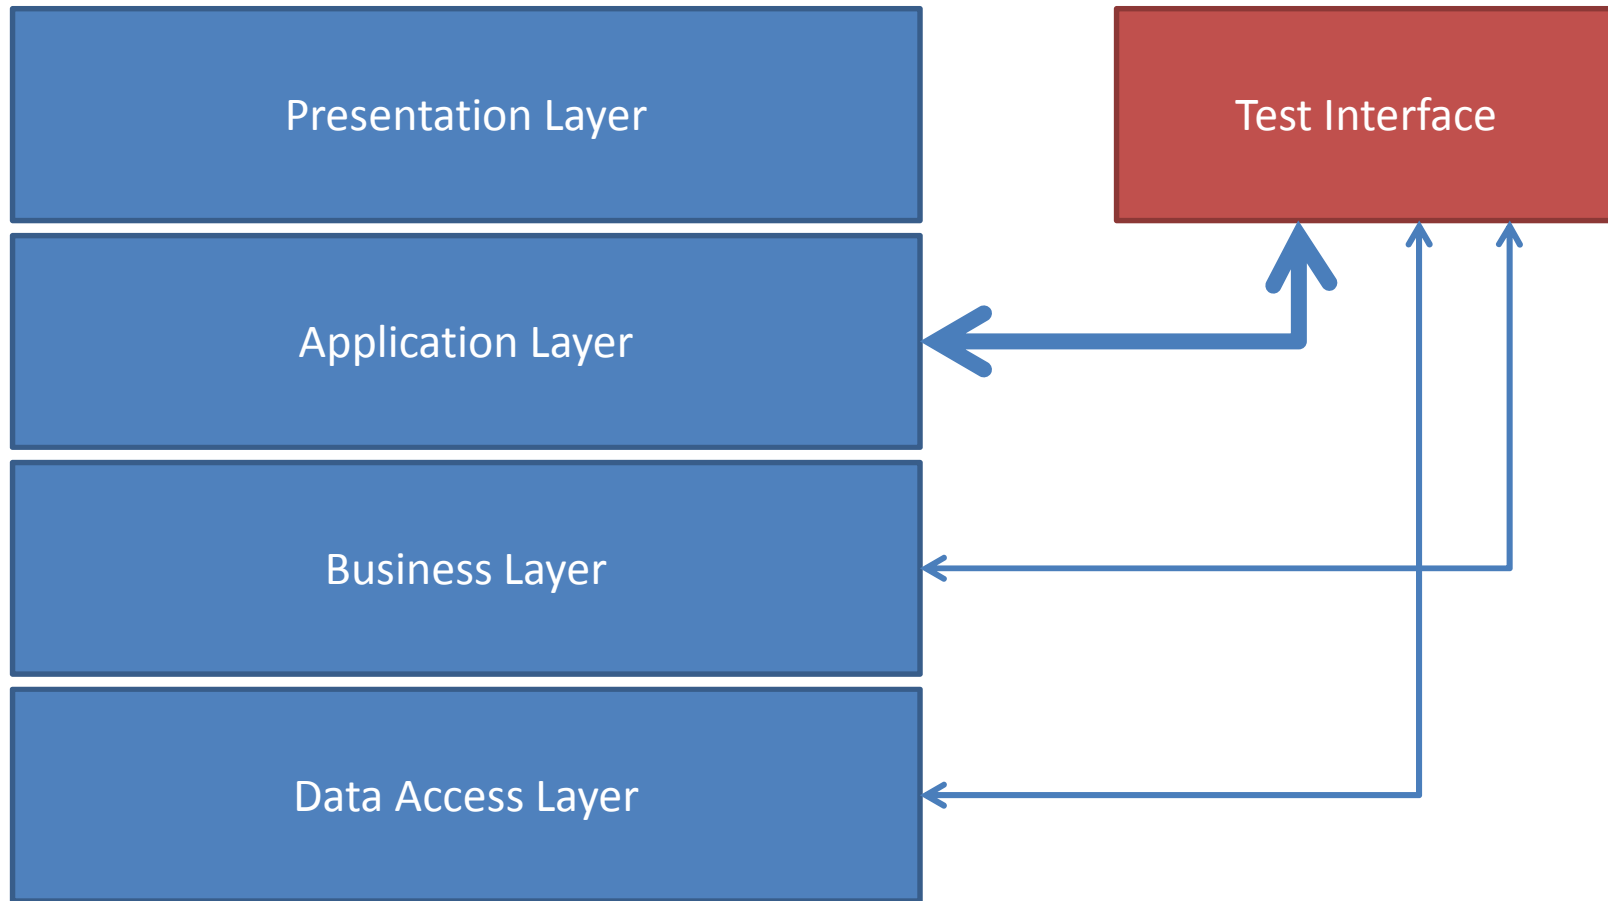 Presentation Layer
Test Interface
Application Layer
Business Layer
Data Access Layer